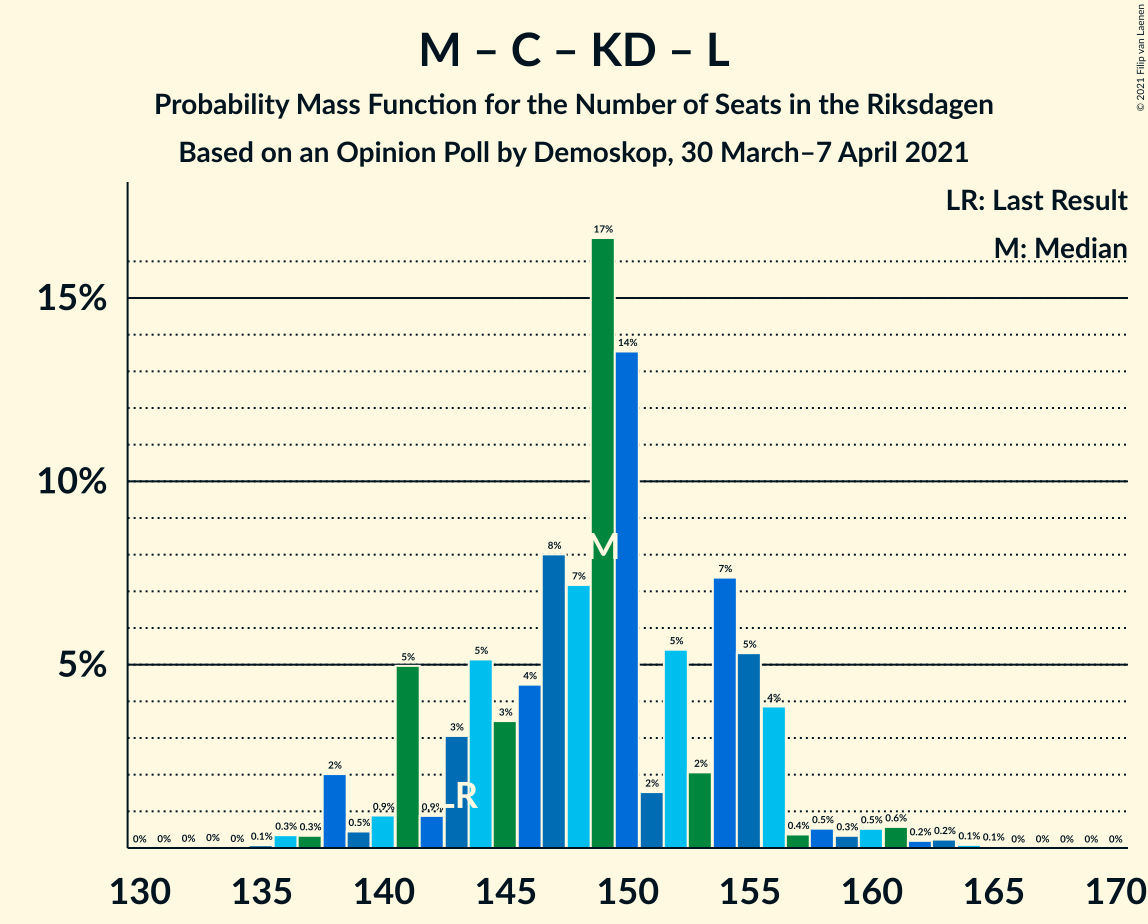 M – C – KD – L
Probability Mass Function for the Number of Seats in the Riksdagen
Based on an Opinion Poll by Demoskop, 30 March–7 April 2021
© 2021 Filip van Laenen
LR: Last Result
M: Median
15%
10%
5%
0% 0% 0% 0% 0% 0.1% 0.3% 0.3% 2% 0.5% 0.9% 5% 0.9% 3% 5% 3% 4% 8% 7% 17% 14% 2% 5% 2% 7% 5% 4% 0.4% 0.5% 0.3% 0.5% 0.6% 0.2% 0.2% 0.1% 0.1% 0% 0% 0% 0% 0%
M
LR
130 135 140 145 150 155 160 165 170